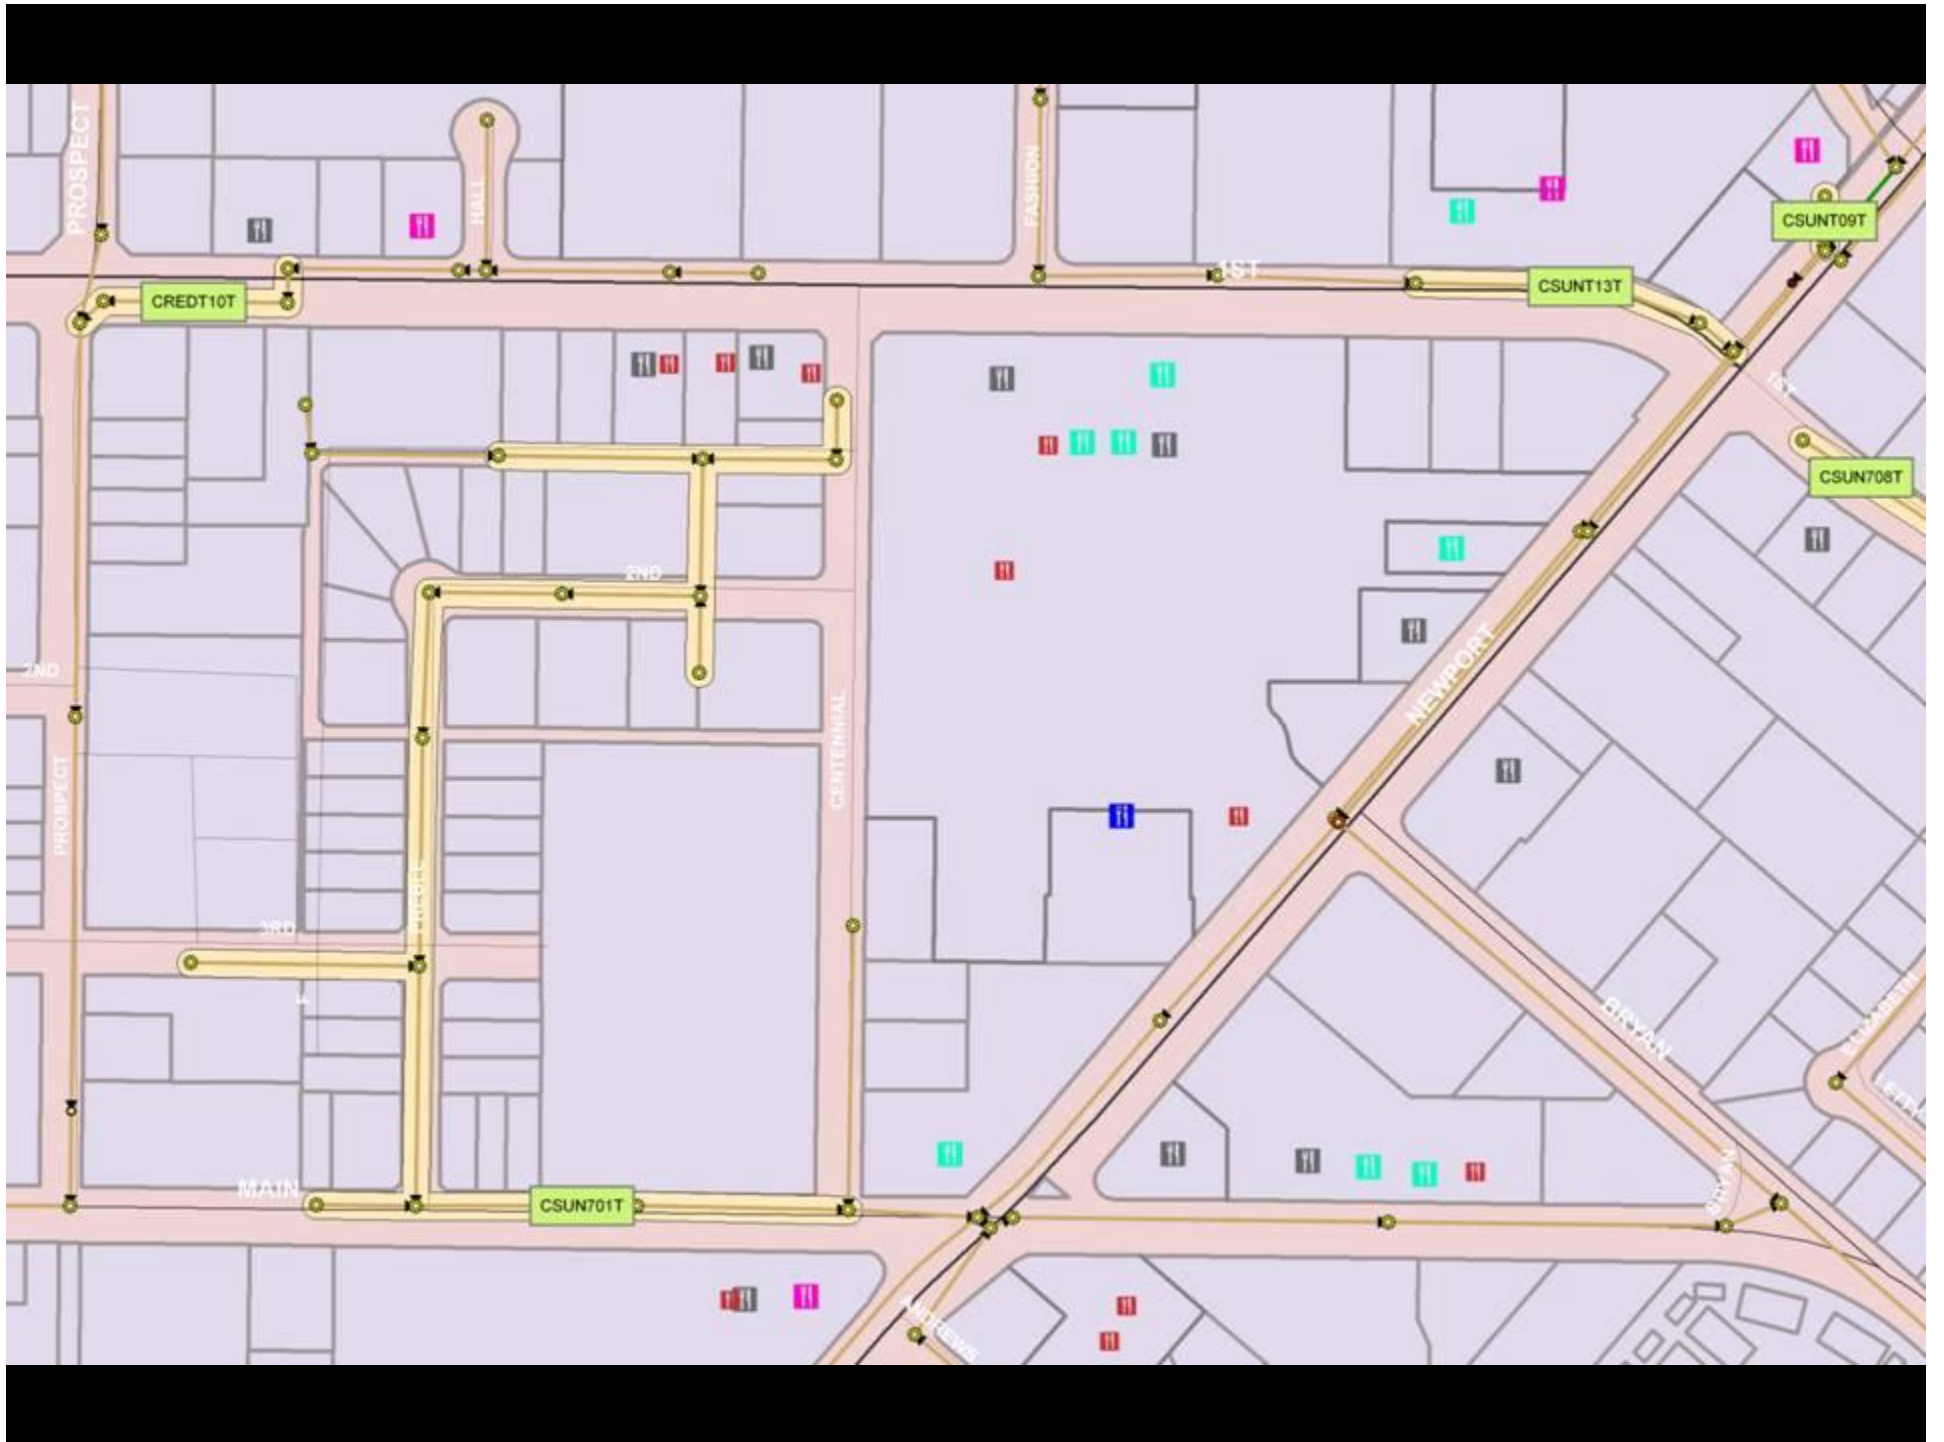 PROSPECT
HALL
FASHION
1ST
CSUNT09T
CREDT10T
CSUNT13T
1ST
CSUN708T
2ND
2ND
NEWPORT
PROSPECT
CENTENNIAL
3RD
F
BRYAN
ELIZABETH
MAIN
CSUN701T
BRYAN
ANDREWS